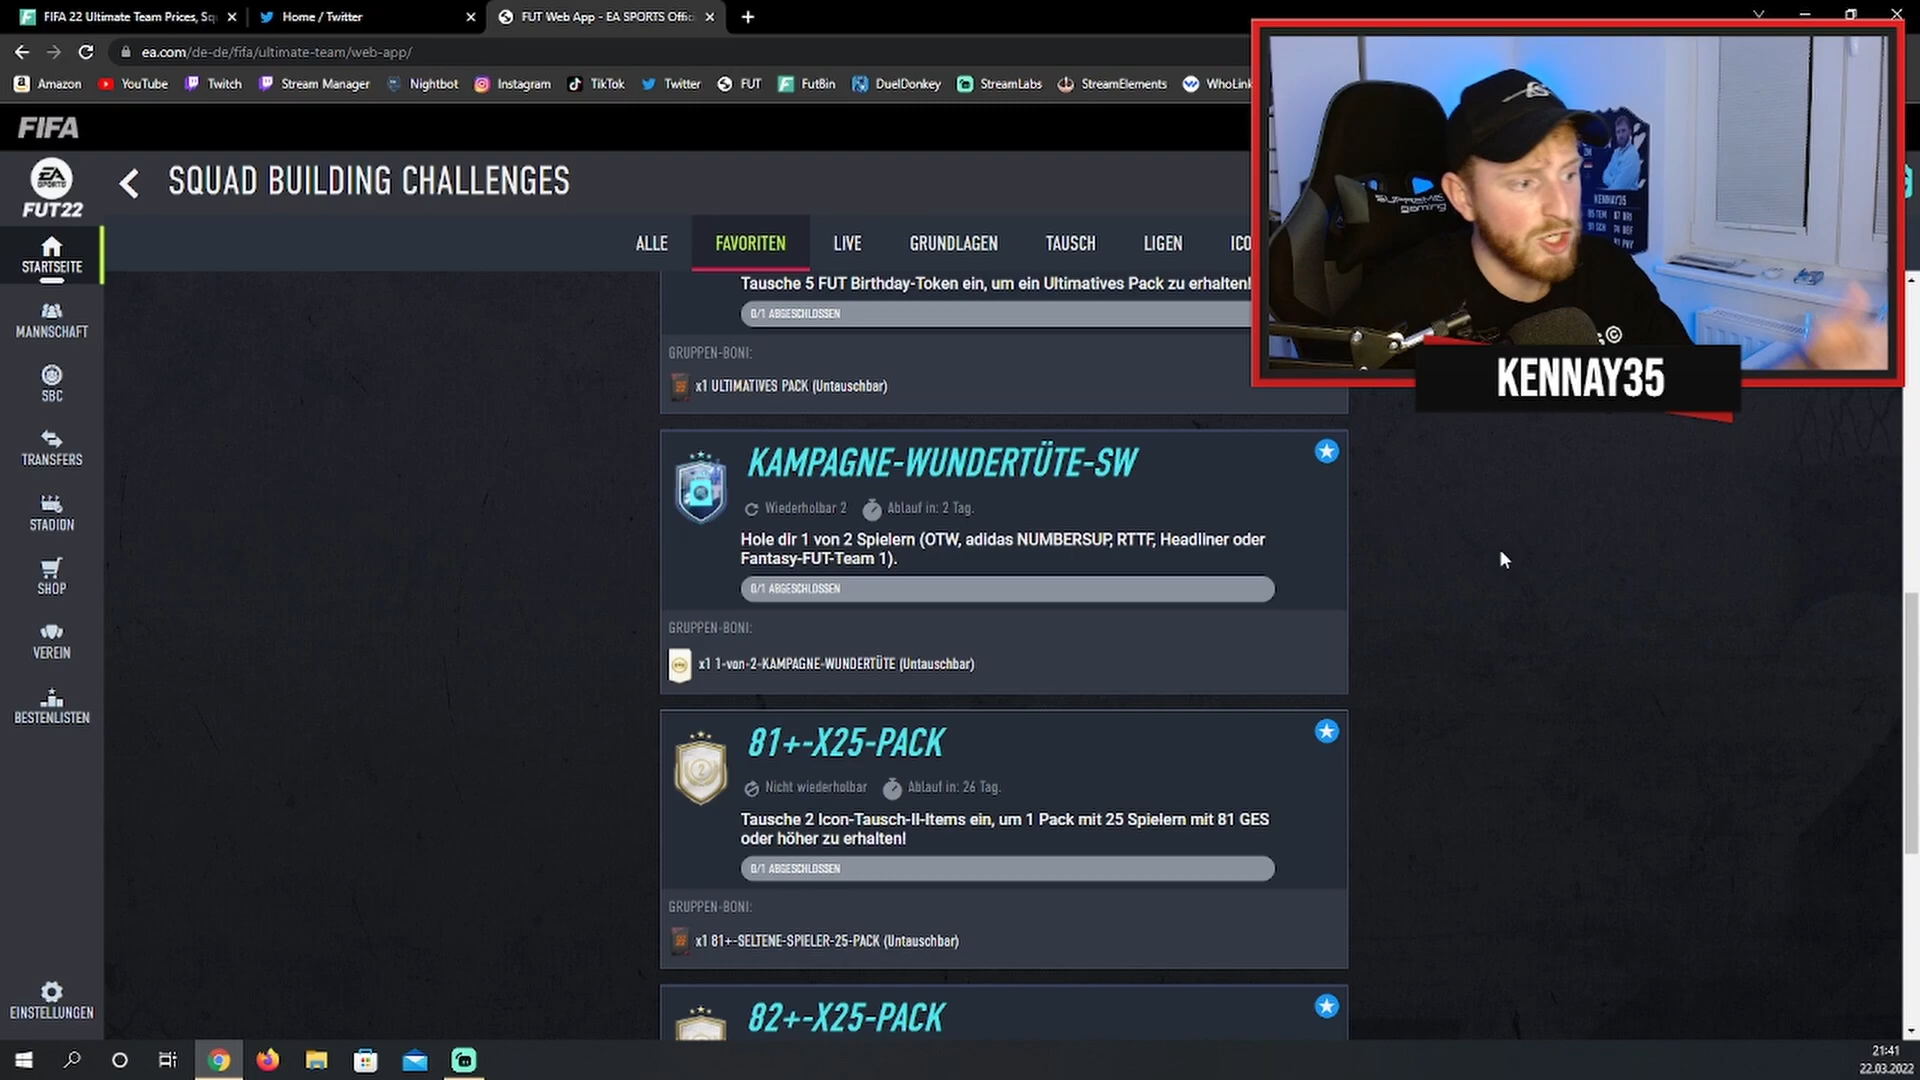 FIFA 22 Ultimate Team Prices, Sq
Home / Twitter
FUT Web App - EA SPORTS Offi
ea.com/de-de/fifa/ultimate-team/web-app/
Amazon
YouTube
Twitch
Stream Manager
Nightbot
Instagram
TikTok
Twitter
FUT
FutBin
DuelDonkey
StreamLabs
StreamElements
WhoLink
FIFA
EA SPORTS
FUT22
SQUAD BUILDING CHALLENGES
ALLE
FAVORITEN
LIVE
GRUNDLAGEN
TAUSCH
LIGEN
ICO
STARTSEITE
MANNSCHAFT
SBC
TRANSFERS
STADION
SHOP
VEREIN
BESTENLISTEN
EINSTELLUNGEN
Tausche 5 FUT Birthday-Token ein, um ein Ultimatives Pack zu erhalten!
0/1 ABGESCHLOSSEN
GRUPPEN-BONI:
x1 ULTIMATIVES PACK (Untauschbar)
KAMPAGNE-WUNDERTÜTE-SW
Wiederholbar 2
Ablauf in: 2 Tag.
Hole dir 1 von 2 Spielern (OTW, adidas NUMBERSUP, RTTF, Headliner oder
Fantasy-FUT-Team 1).
0/1 ABGESCHLOSSEN
GRUPPEN-BONI:
x1 1-von-2-KAMPAGNE-WUNDERTÜTE (Untauschbar)
81+-X25-PACK
Nicht wiederholbar
Ablauf in: 26 Tag.
Tausche 2 Icon-Tausch-II-Items ein, um 1 Pack mit 25 Spielern mit 81 GES
oder höher zu erhalten!
0/1 ABGESCHLOSSEN
GRUPPEN-BONI:
x1 81+-SELTENE-SPIELER-25-PACK (Untauschbar)
82+-X25-PACK
SUPREME
gaming
KENNAY35
KENNAY35
21:41
22.03.2022